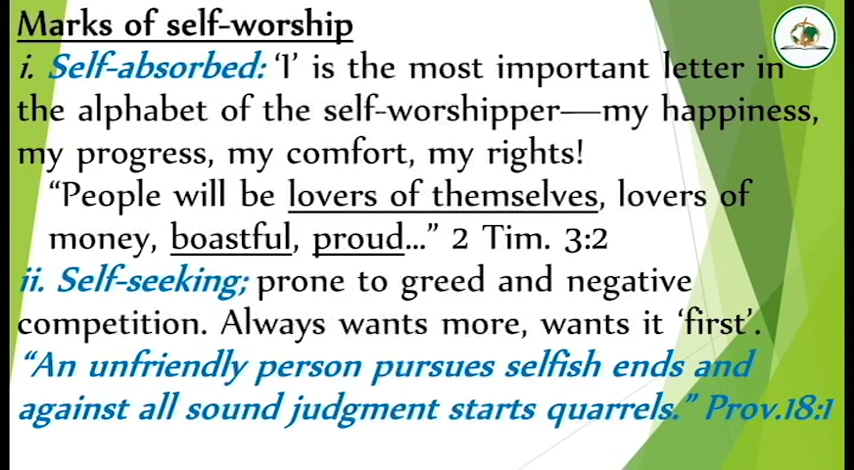 Marks of self-worship
i. Self-absorbed: ‘I’ is the most important letter in
the alphabet of the self-worshipper—my happiness,
my progress, my comfort, my rights!
“People will be lovers of themselves, lovers of
money, boastful, proud…” 2 Tim. 3:2
ii. Self-seeking; prone to greed and negative
competition. Always wants more, wants it ‘first’.
“An unfriendly person pursues selfish ends and
against all sound judgment starts quarrels.” Prov.18:1